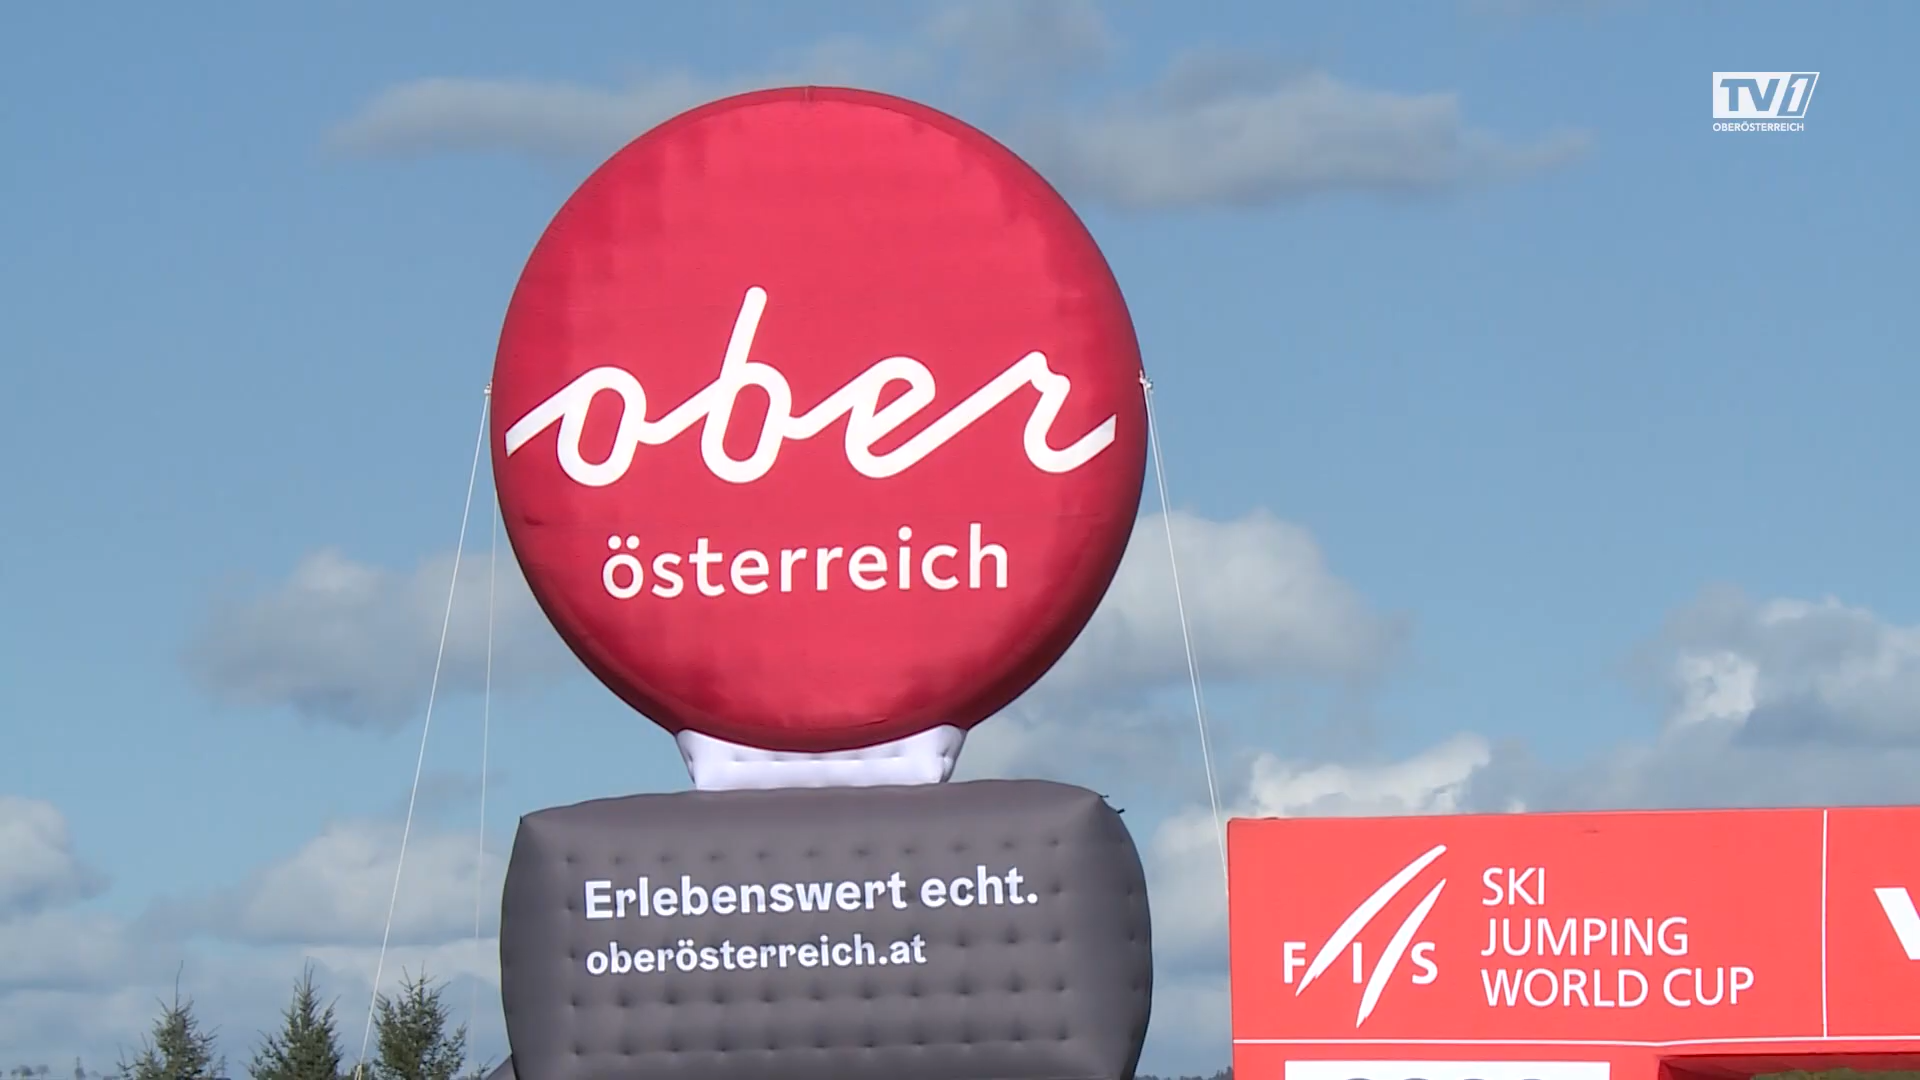 TV1
OBERÖSTERREICH
ober
österreich
Erlebenswert echt.
oberösterreich.at
FIS
SKI
JUMPING
WORLD CUP